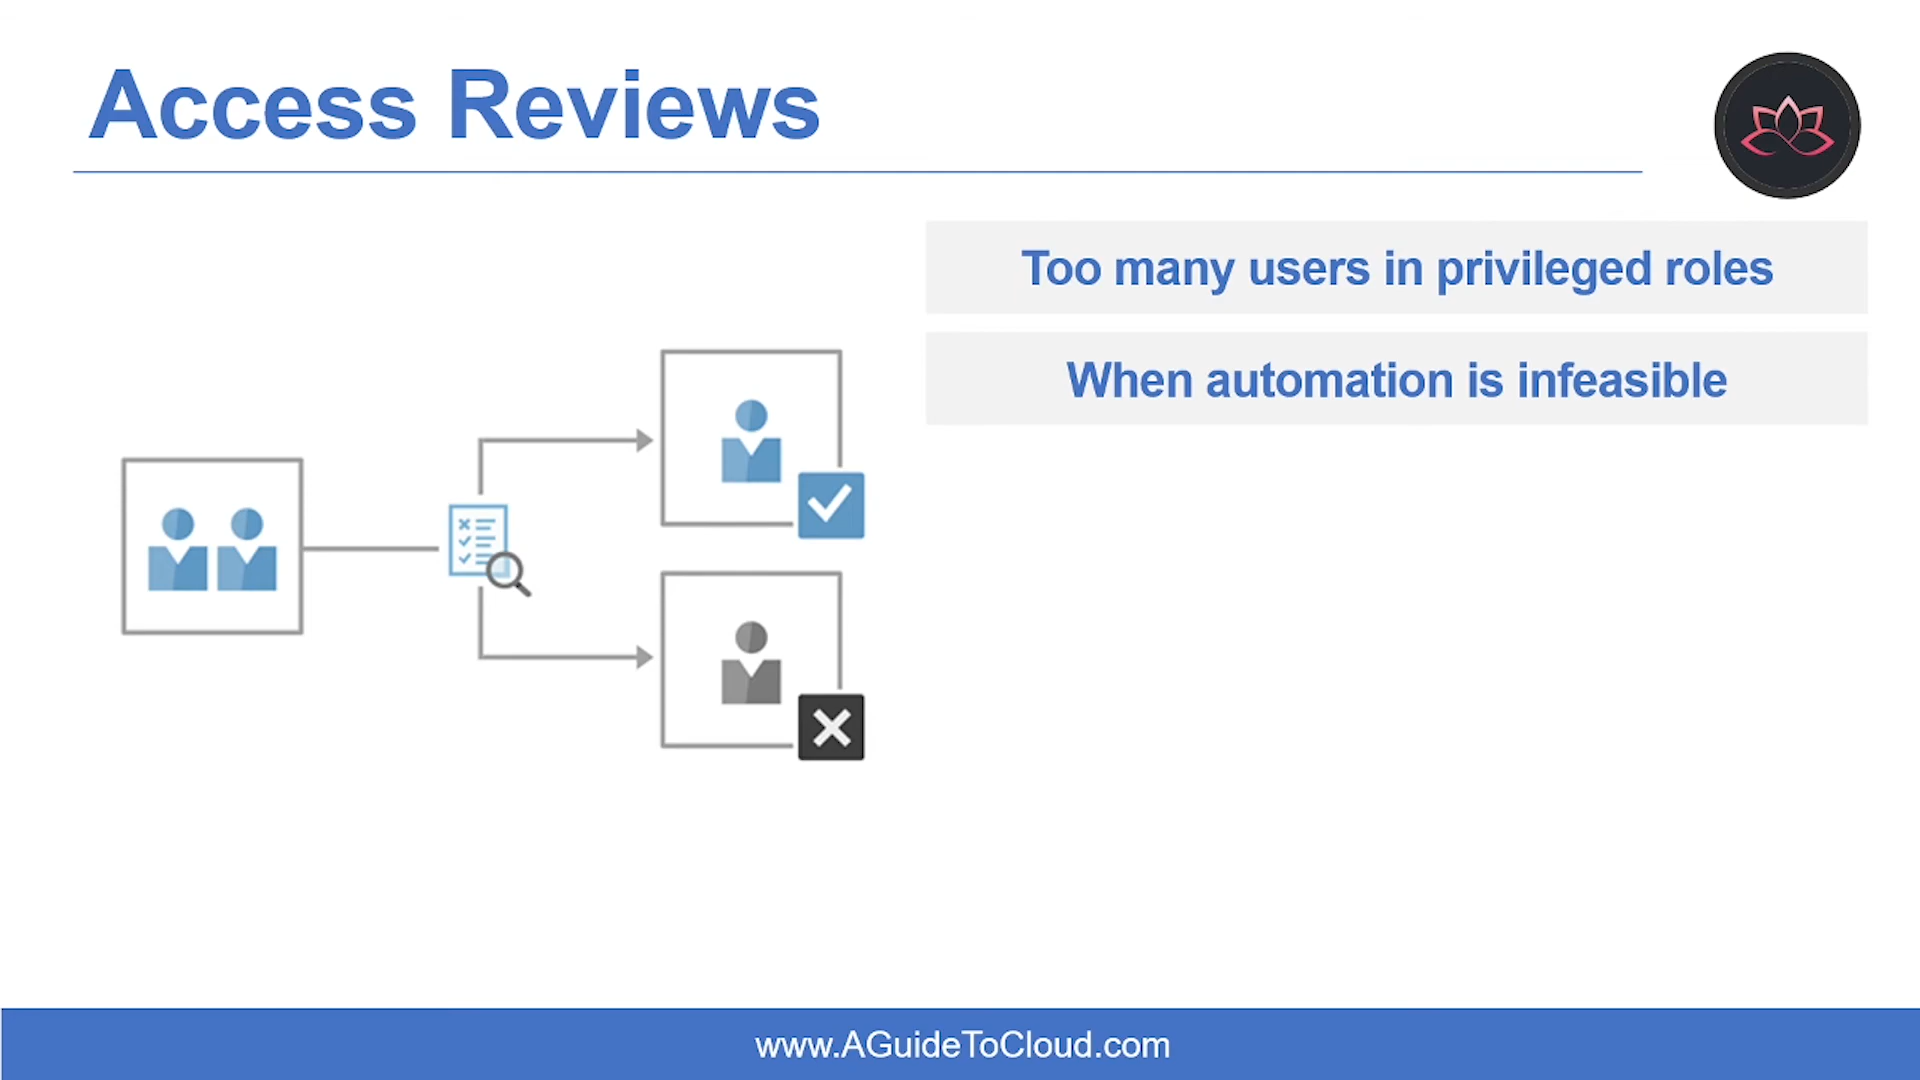 Access Reviews
Too many users in privileged roles
When automation is infeasible
www.AGuideToCloud.com